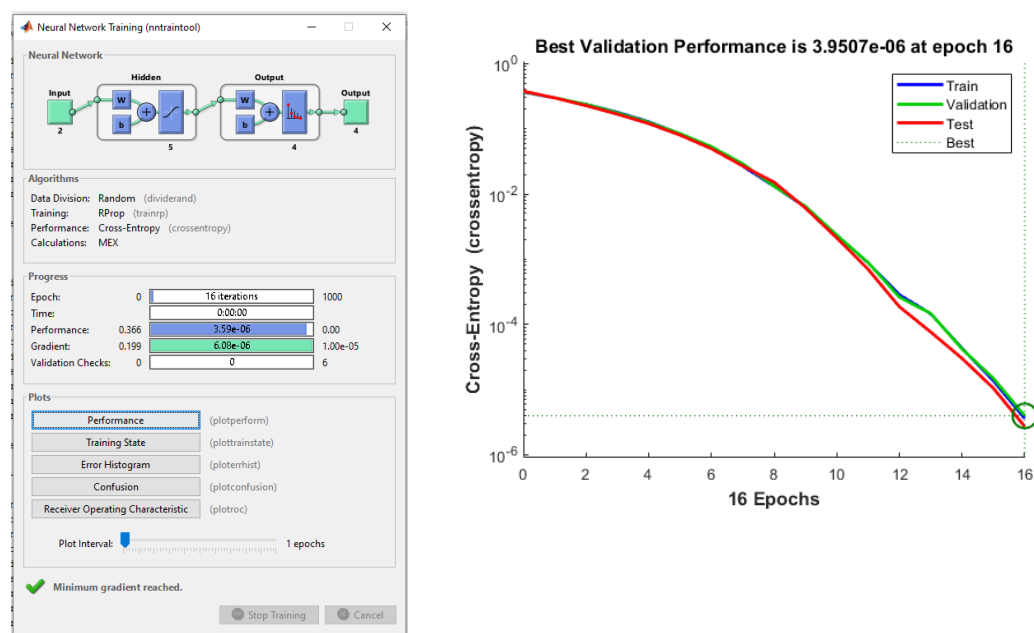 Neural Network Training (nntraintool)
Neural Network
Hidden
Output
Input
W
b
W
b
Output
2
5
4
4
Algorithms
Data Division: Random (dividerand)
Training: RProp (trainrp)
Performance: Cross-Entropy (crossentropy)
Calculations: MEX
Progress
Epoch: 0 16 iterations 1000
Time: 0:00:00
Performance: 0.366 3.59e-06 0.00
Gradient: 0.199 6.08e-06 1.00e-05
Validation Checks: 0 0 6
Plots
Performance (plotperform)
Training State (plottrainstate)
Error Histogram (ploterrhist)
Confusion (plotconfusion)
Receiver Operating Characteristic (plotroc)
Plot Interval: 1 epochs
Minimum gradient reached.
Stop Training Cancel
Best Validation Performance is 3.9507e-06 at epoch 16
Train
Validation
Test
Best
Cross-Entropy (crossentropy)
10^0
10^-2
10^-4
10^-6
0 2 4 6 8 10 12 14 16
16 Epochs